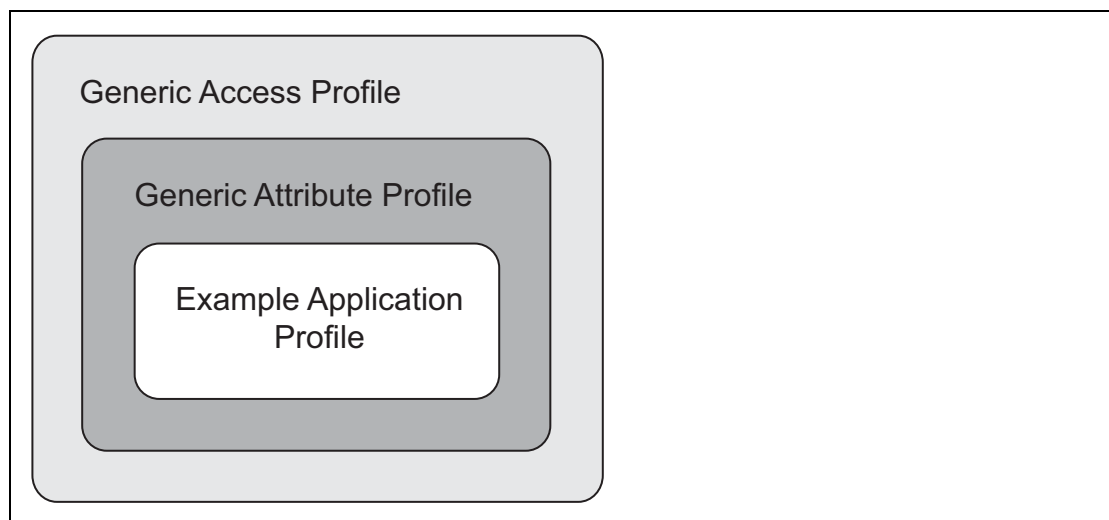 Generic Access Profile
Generic Attribute Profile
Example Application
Profile